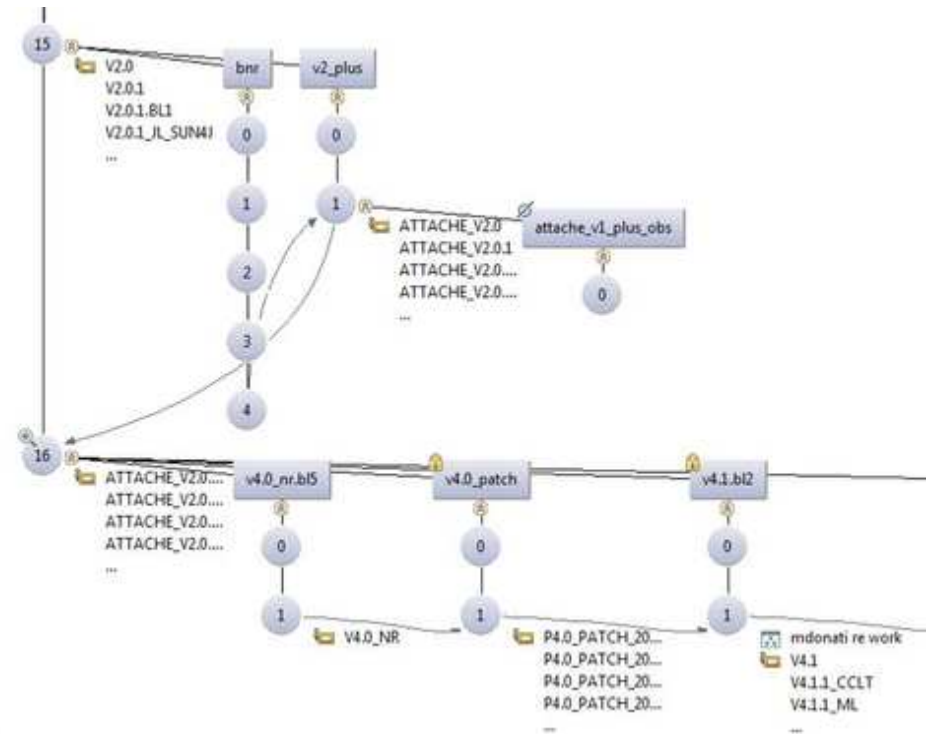 15
V2.0
V2.0.1
V2.0.1.BL1
V2.0.1_JL_SUN4J
...
bnr
v2_plus
0
1
2
3
4
0
1
ATTACHE_V2.0
ATTACHE_V2.0.1
ATTACHE_V2.0....
ATTACHE_V2.0....
...
attache_v1_plus_obs
0
16
ATTACHE_V2.0....
ATTACHE_V2.0....
ATTACHE_V2.0....
ATTACHE_V2.0....
...
v4.0_nr.bl5
0
1
V4.0_NR
v4.0_patch
0
1
P4.0_PATCH_20...
P4.0_PATCH_20...
P4.0_PATCH_20...
P4.0_PATCH_20...
...
v4.1.bl2
0
1
mdonati re work
V4.1
V4.1.1_CCLT
V4.1.1_ML
...